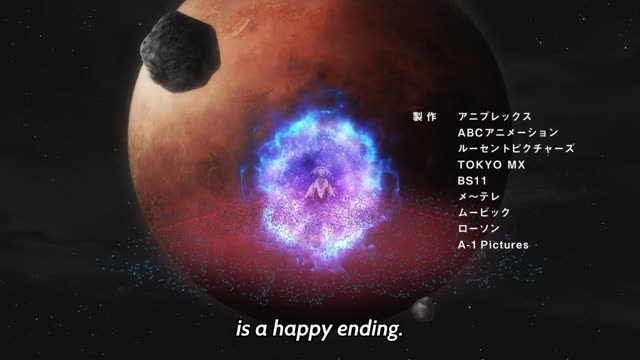 製作 アニプレックス
ABCアニメーション
ルーセントピクチャーズ
TOKYO MX
BS11
メ〜テレ
ムービック
ローソン
A-1 Pictures
is a happy ending.